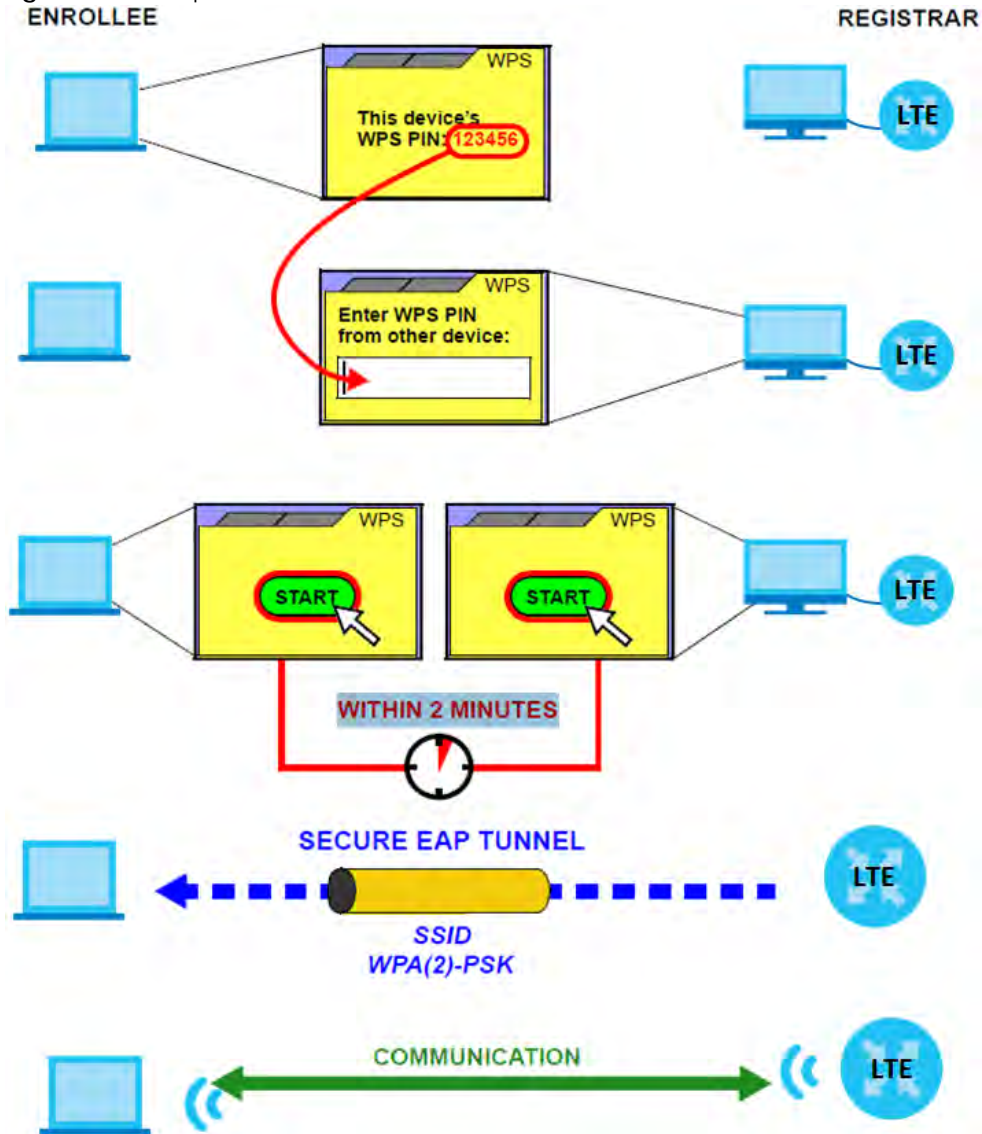 ENROLLEE
REGISTRAR
WPS
This device's
WPS PIN: 123456
LTE
WPS
Enter WPS PIN
from other device:
LTE
WPS
WPS
START
START
LTE
WITHIN 2 MINUTES
SECURE EAP TUNNEL
LTE
SSID
WPA(2)-PSK
COMMUNICATION
LTE